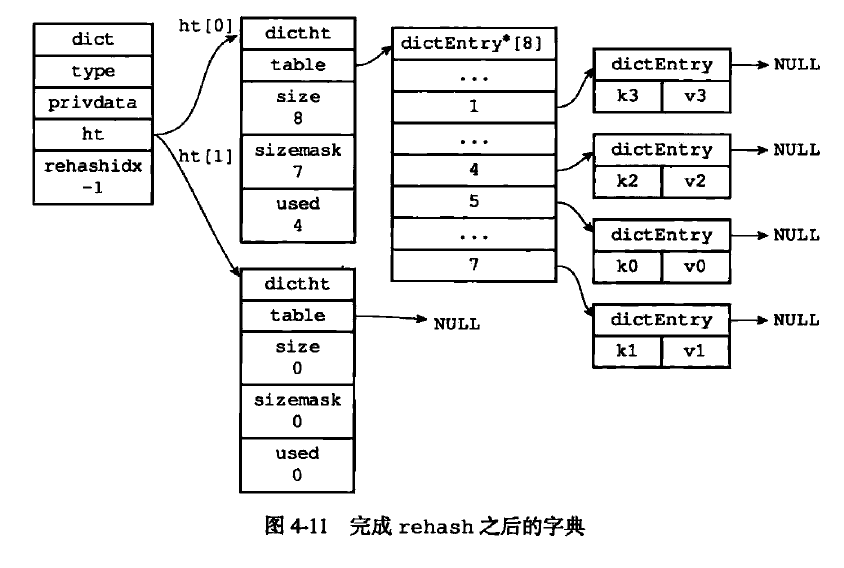 dict
type
privdata
ht
rehashidx
-1
ht[0]
ht[1]
dictht
table
size
8
sizemask
7
used
4
dictht
table
size
0
sizemask
0
used
0
NULL
dictEntry*[8]
...
1
...
4
5
...
7
dictEntry
k3 v3
NULL
dictEntry
k2 v2
NULL
dictEntry
k0 v0
NULL
dictEntry
k1 v1
NULL
图 4-11 完成 rehash 之后的字典